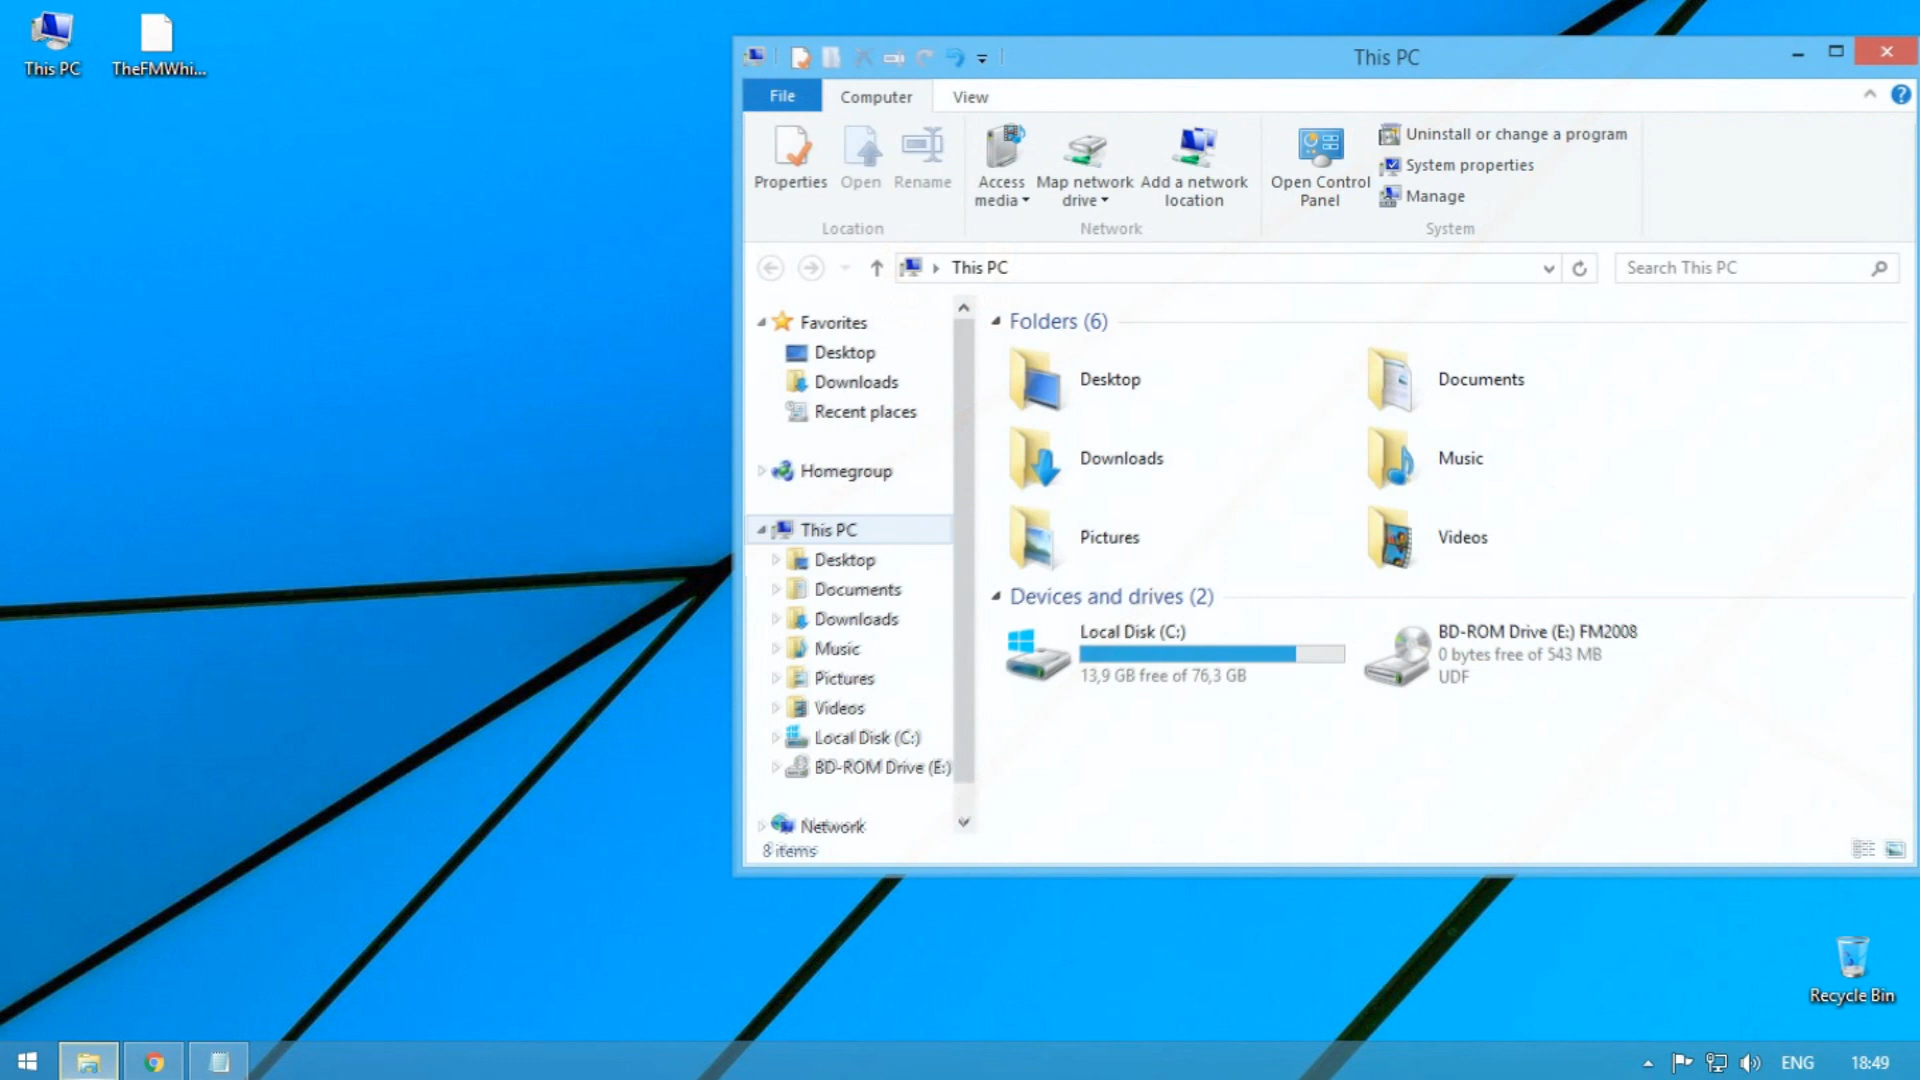 This PC
TheFMWhi...
This PC
File
Computer
View
Properties
Open
Rename
Access media
Map network drive
Add a network location
Open Control Panel
Uninstall or change a program
System properties
Manage
Location
Network
System
This PC
Search This PC
Favorites
Desktop
Downloads
Recent places
Homegroup
This PC
Desktop
Documents
Downloads
Music
Pictures
Videos
Local Disk (C:)
BD-ROM Drive (E:)
Network
8 items
Folders (6)
Desktop
Documents
Downloads
Music
Pictures
Videos
Devices and drives (2)
Local Disk (C:)
13,9 GB free of 76,3 GB
BD-ROM Drive (E:) FM2008
0 bytes free of 543 MB
UDF
Recycle Bin
ENG
18:49